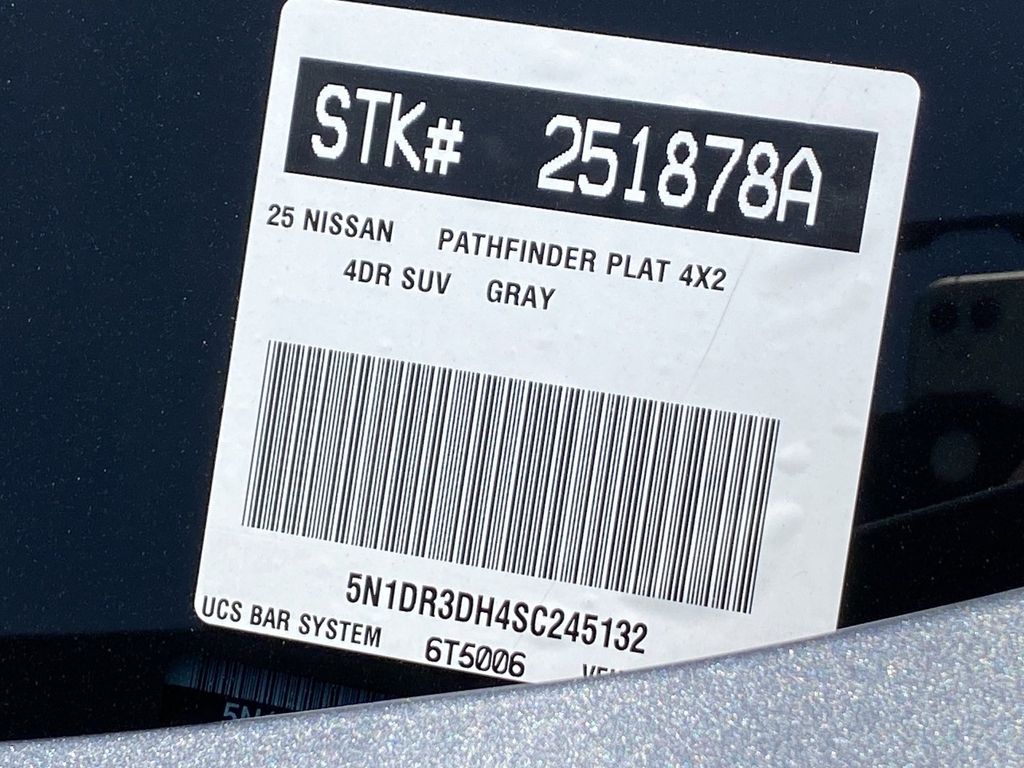 STK# 251878A
25 NISSAN PATHFINDER PLAT 4X2
4DR SUV GRAY
5N1DR3DH4SC245132
UCS BAR SYSTEM 6T5006